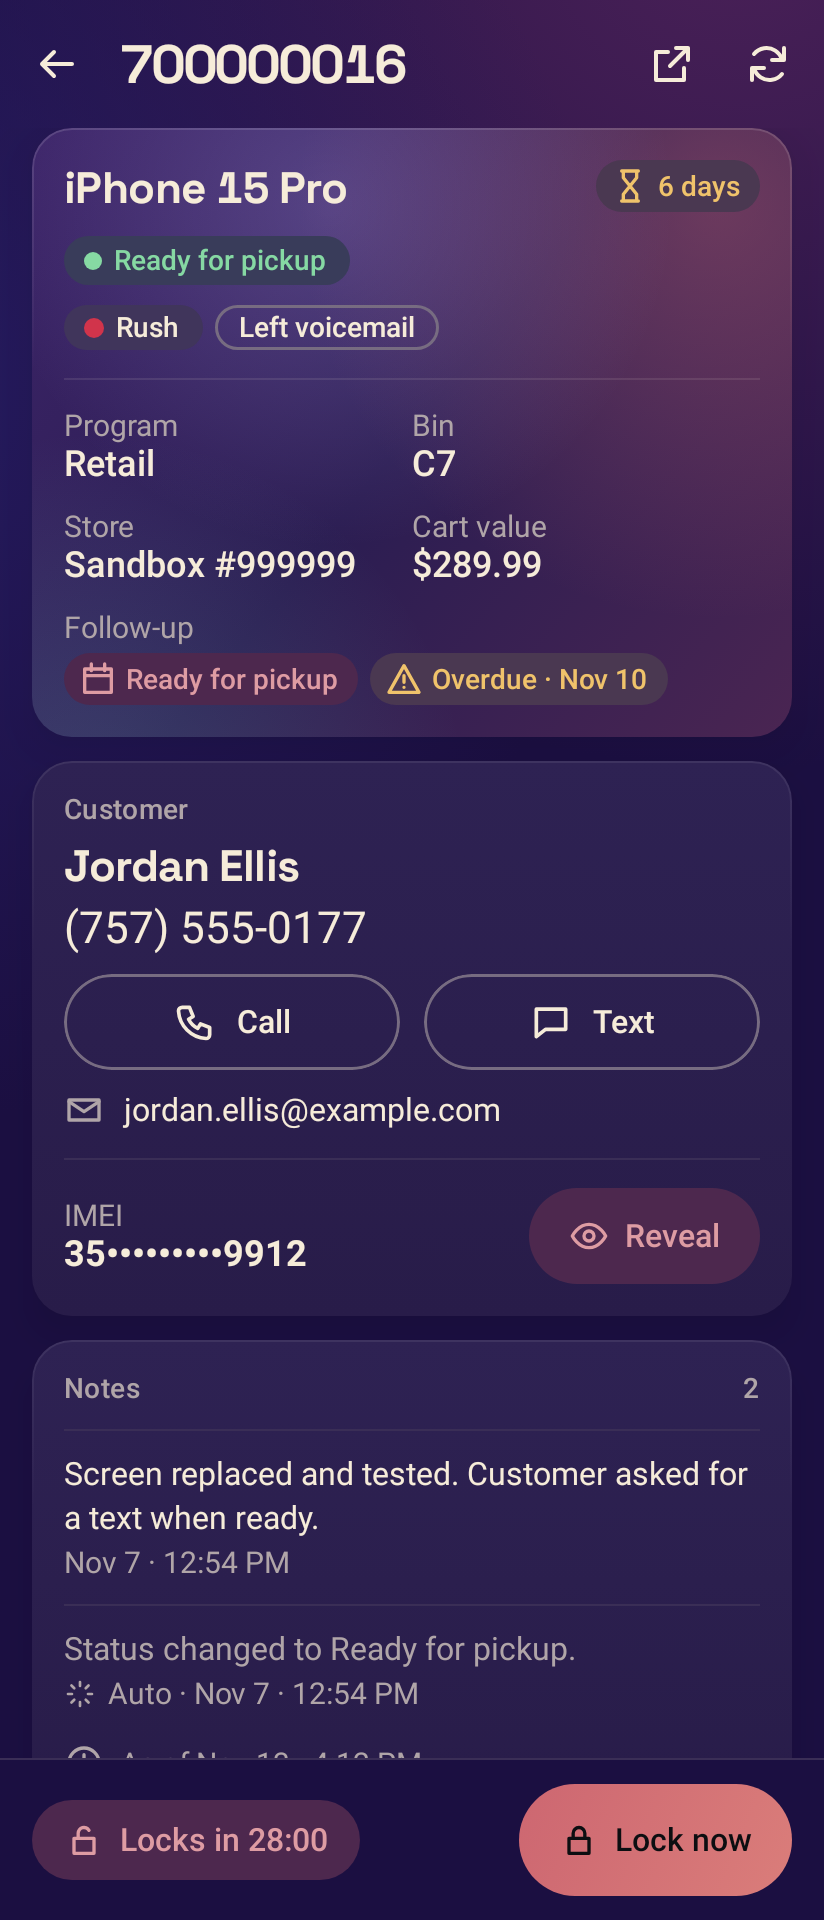 700000016
iPhone 15 Pro
6 days
Ready for pickup
Rush
Left voicemail
Program
Bin
Retail
C7
Store
Cart value
Sandbox #999999
$289.99
Follow-up
Ready for pickup
Overdue · Nov 10
Customer
Jordan Ellis
(757) 555-0177
Call
Text
jordan.ellis@example.com
IMEI
35•••••••••9912
Reveal
Notes
2
Screen replaced and tested. Customer asked for
a text when ready.
Nov 7 · 12:54 PM
Status changed to Ready for pickup.
Auto · Nov 7 · 12:54 PM
As of Nov
PM
Locks in 28:00
Lock now